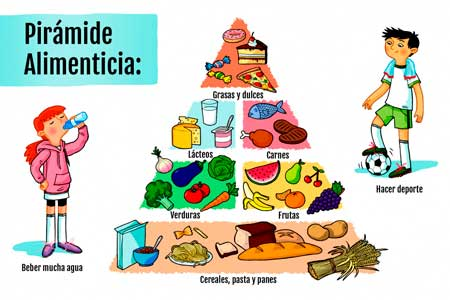 Pirámide
Alimenticia:
Grasas y dulces
Lácteos
Carnes
Verduras
Frutas
Cereales, pasta y panes
Beber mucha agua
Hacer deporte